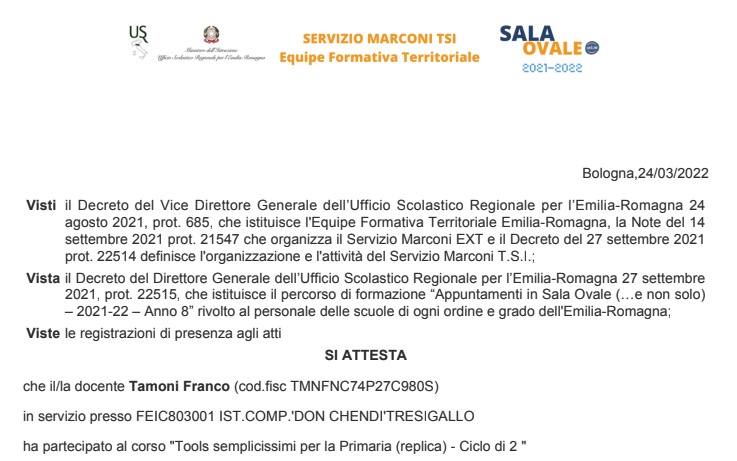 US
Ministero dell'Istruzione
Ufficio Scolastico Regionale per l'Emilia-Romagna
SERVIZIO MARCONI TSI
Equipe Formativa Territoriale
SALA
OVALE
2021-2022
Bologna,24/03/2022
Visti il Decreto del Vice Direttore Generale dell'Ufficio Scolastico Regionale per l'Emilia-Romagna 24
agosto 2021, prot. 685, che istituisce l'Equipe Formativa Territoriale Emilia-Romagna, la Note del 14
settembre 2021 prot. 21547 che organizza il Servizio Marconi EXT e il Decreto del 27 settembre 2021
prot. 22514 definisce l'organizzazione e l'attività del Servizio Marconi T.S.I.;
Vista il Decreto del Direttore Generale dell'Ufficio Scolastico Regionale per l'Emilia-Romagna 27 settembre
2021, prot. 22515, che istituisce il percorso di formazione “Appuntamenti in Sala Ovale (…e non solo)
– 2021-22 – Anno 8” rivolto al personale delle scuole di ogni ordine e grado dell'Emilia-Romagna;
Viste le registrazioni di presenza agli atti
SI ATTESTA
che il/la docente Tamoni Franco (cod.fisc TMNFNC74P27C980S)
in servizio presso FEIC803001 IST.COMP.'DON CHENDI'TRESIGALLO
ha partecipato al corso "Tools semplicissimi per la Primaria (replica) - Ciclo di 2 "